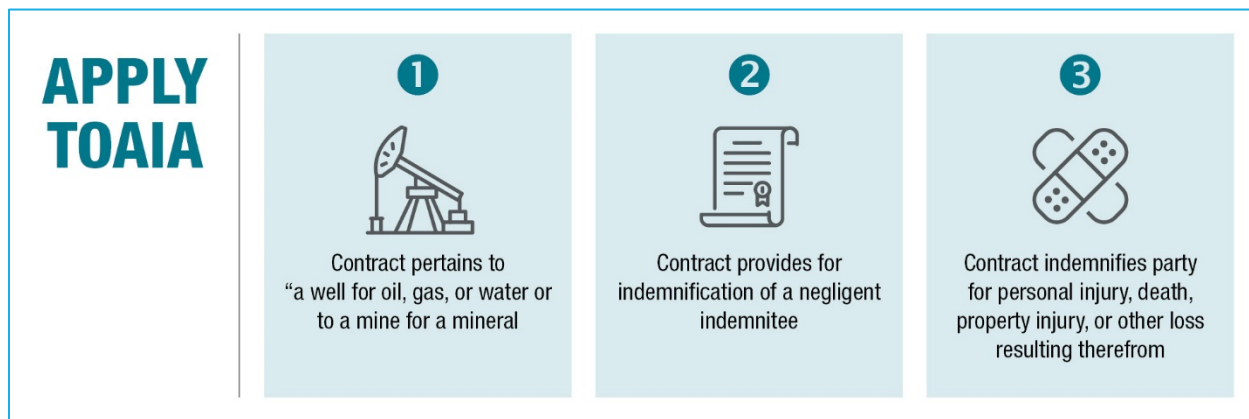 APPLY
TOAIA
1
Contract pertains to
“a well for oil, gas, or water or
to a mine for a mineral
2
Contract provides for
indemnification of a negligent
indemnitee
3
Contract indemnifies party
for personal injury, death,
property injury, or other loss
resulting therefrom